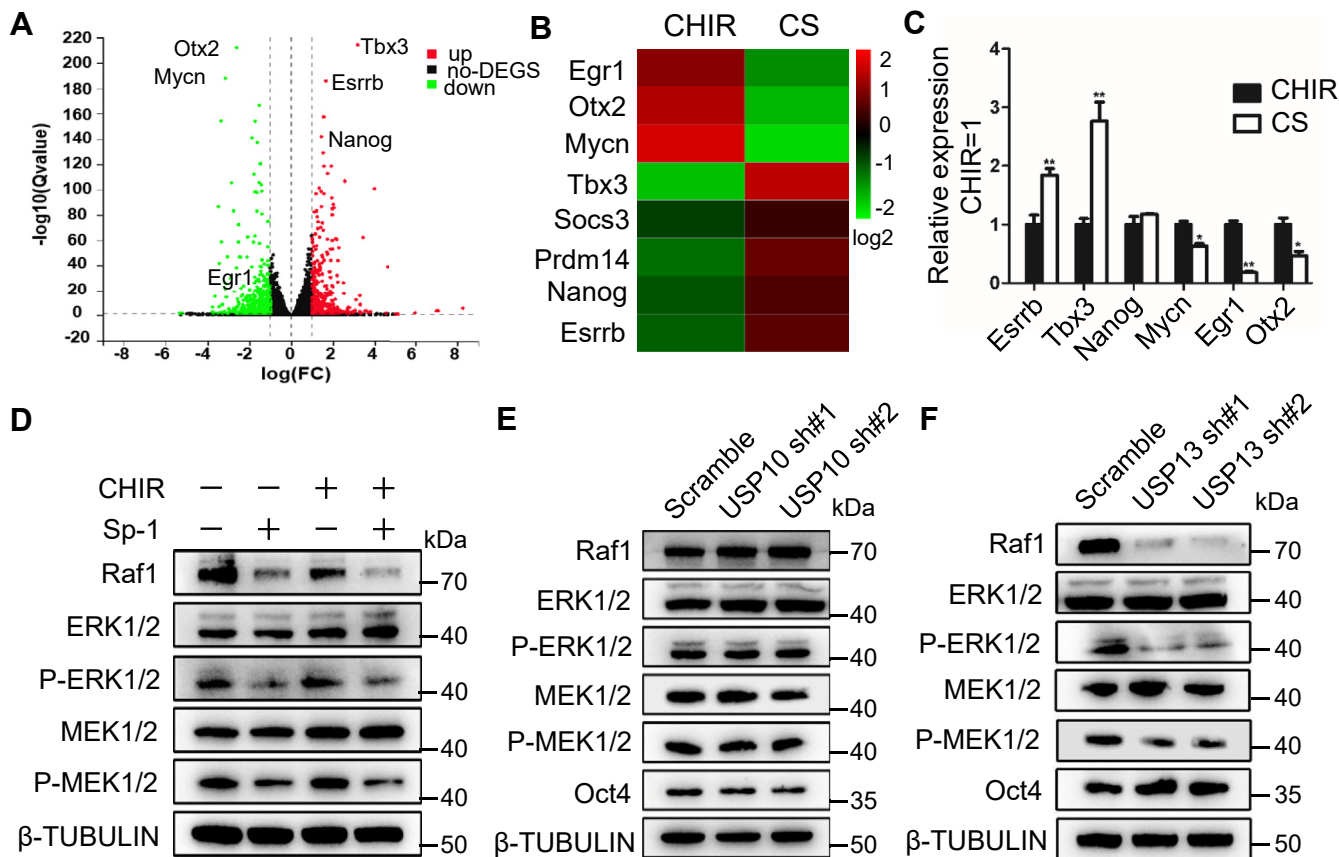 A
220
200
180
160
140
120
100
80
60
40
20
0
-20
-log10(Qvalue)
-8 -6 -4 -2 0 2 4 6 8
log(FC)
Otx2
Mycn
Egr1
Tbx3
Esrrb
Nanog
up
no-DEGS
down
B
CHIR CS
Egr1
Otx2
Mycn
Tbx3
Socs3
Prdm14
Nanog
Esrrb
2
1
0
-1
-2
log2
C
Relative expression
CHIR=1
4
2
1
0
** ** * ** *
CHIR
CS
Esrrb Tbx3 Nanog Mycn Egr1 Otx2
D
CHIR − − + +
Sp-1 − + − +
kDa
Raf1 70
ERK1/2 40
P-ERK1/2 40
MEK1/2 40
P-MEK1/2 40
β-TUBULIN 50
E
Scramble USP10 sh#1 USP10 sh#2
kDa
Raf1 70
ERK1/2 40
P-ERK1/2 40
MEK1/2 40
P-MEK1/2 40
Oct4 35
β-TUBULIN 50
F
Scramble USP13 sh#1 USP13 sh#2
kDa
Raf1 70
ERK1/2 40
P-ERK1/2 40
MEK1/2 40
P-MEK1/2 40
Oct4 35
β-TUBULIN 50